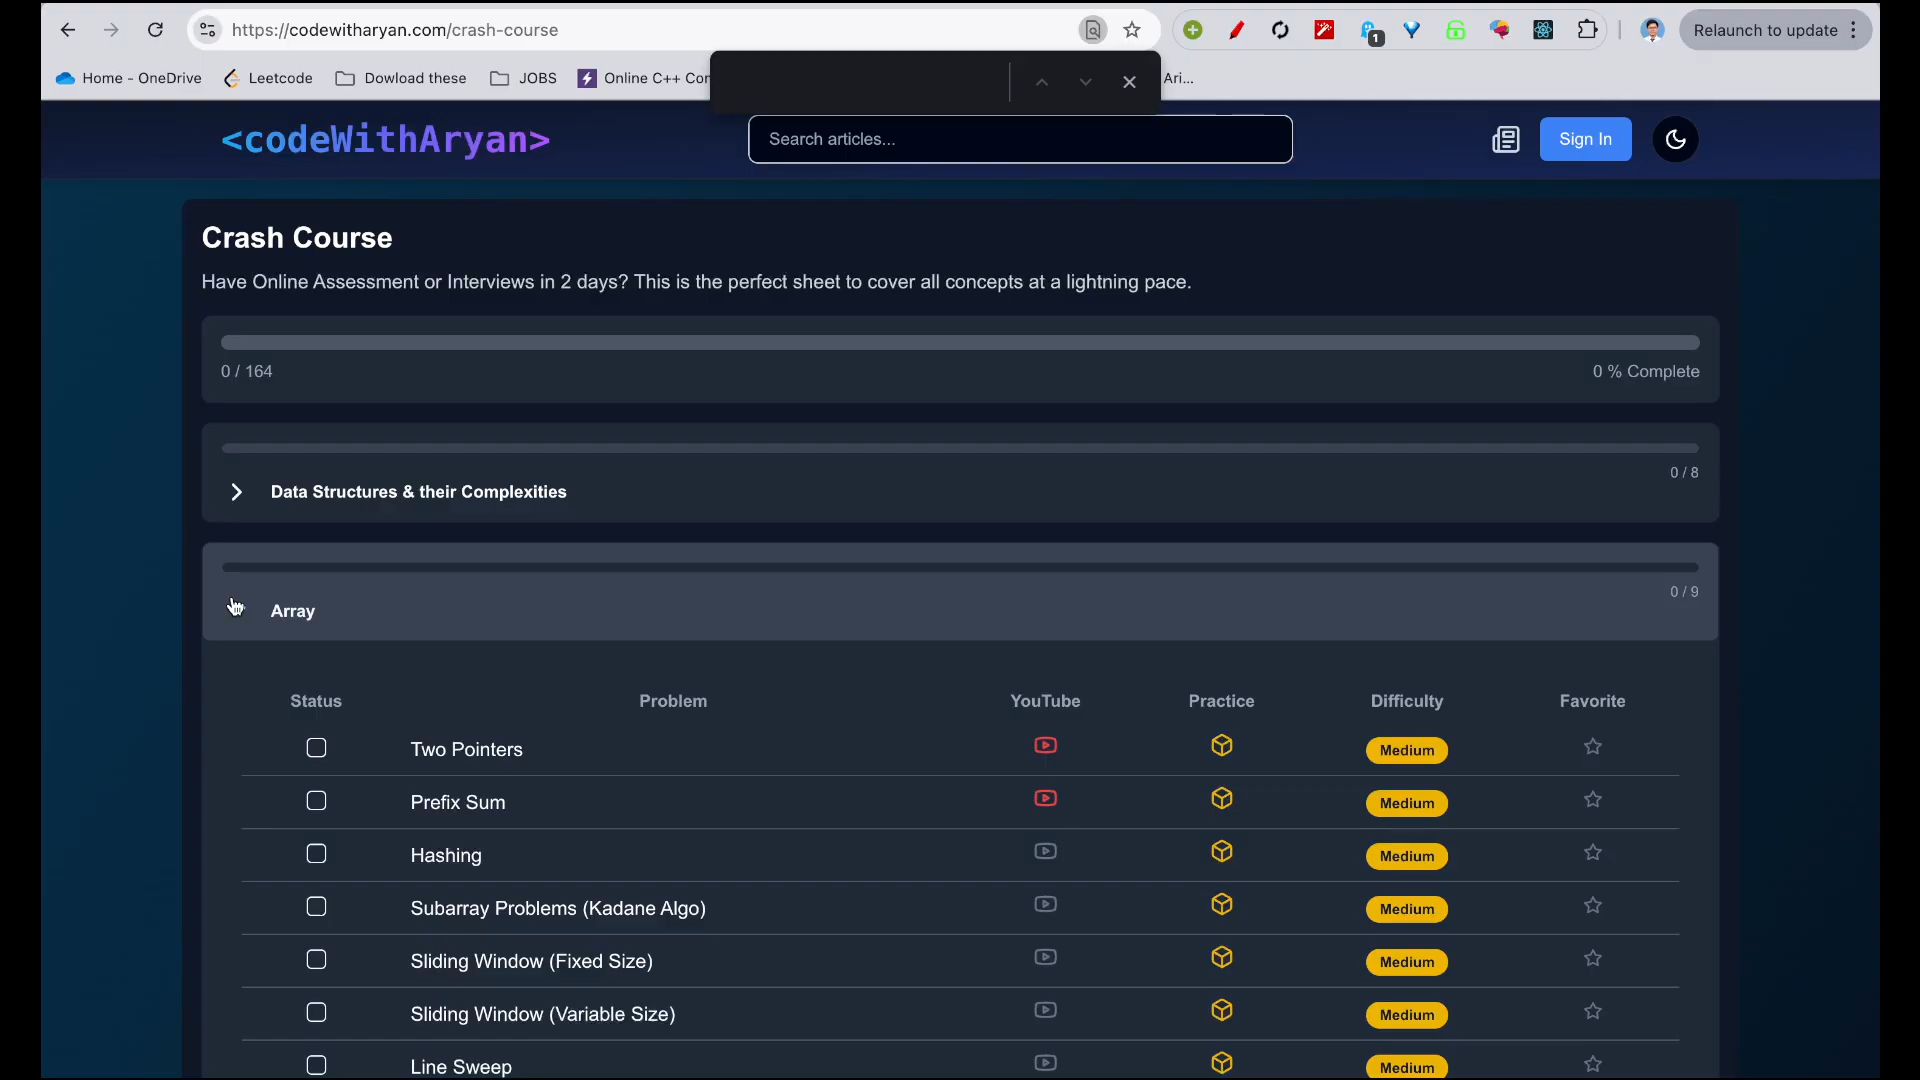 https://codewitharyan.com/crash-course
1
Relaunch to update
Home - OneDrive
Leetcode
Dowload these
JOBS
Online C++ Cor
Ari...
<codeWithAryan>
Search articles...
Sign In
Crash Course
Have Online Assessment or Interviews in 2 days? This is the perfect sheet to cover all concepts at a lightning pace.
0 / 164
0 % Complete
0 / 8
Data Structures & their Complexities
0 / 9
Array
Status Problem YouTube Practice Difficulty Favorite
Two Pointers Medium
Prefix Sum Medium
Hashing Medium
Subarray Problems (Kadane Algo) Medium
Sliding Window (Fixed Size) Medium
Sliding Window (Variable Size) Medium
Line Sweep Medium